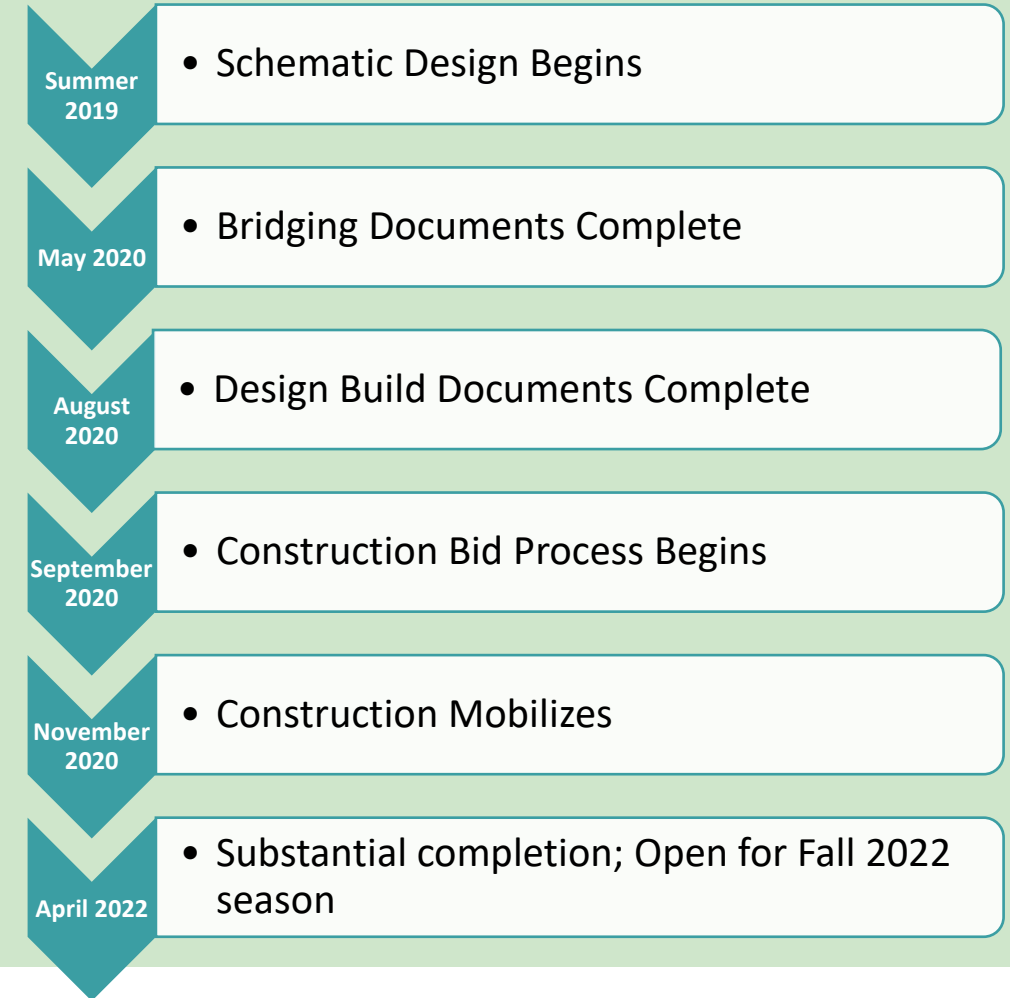 Summer
2019
• Schematic Design Begins
May 2020
• Bridging Documents Complete
August
2020
• Design Build Documents Complete
September
2020
• Construction Bid Process Begins
November
2020
• Construction Mobilizes
April 2022
• Substantial completion; Open for Fall 2022
season